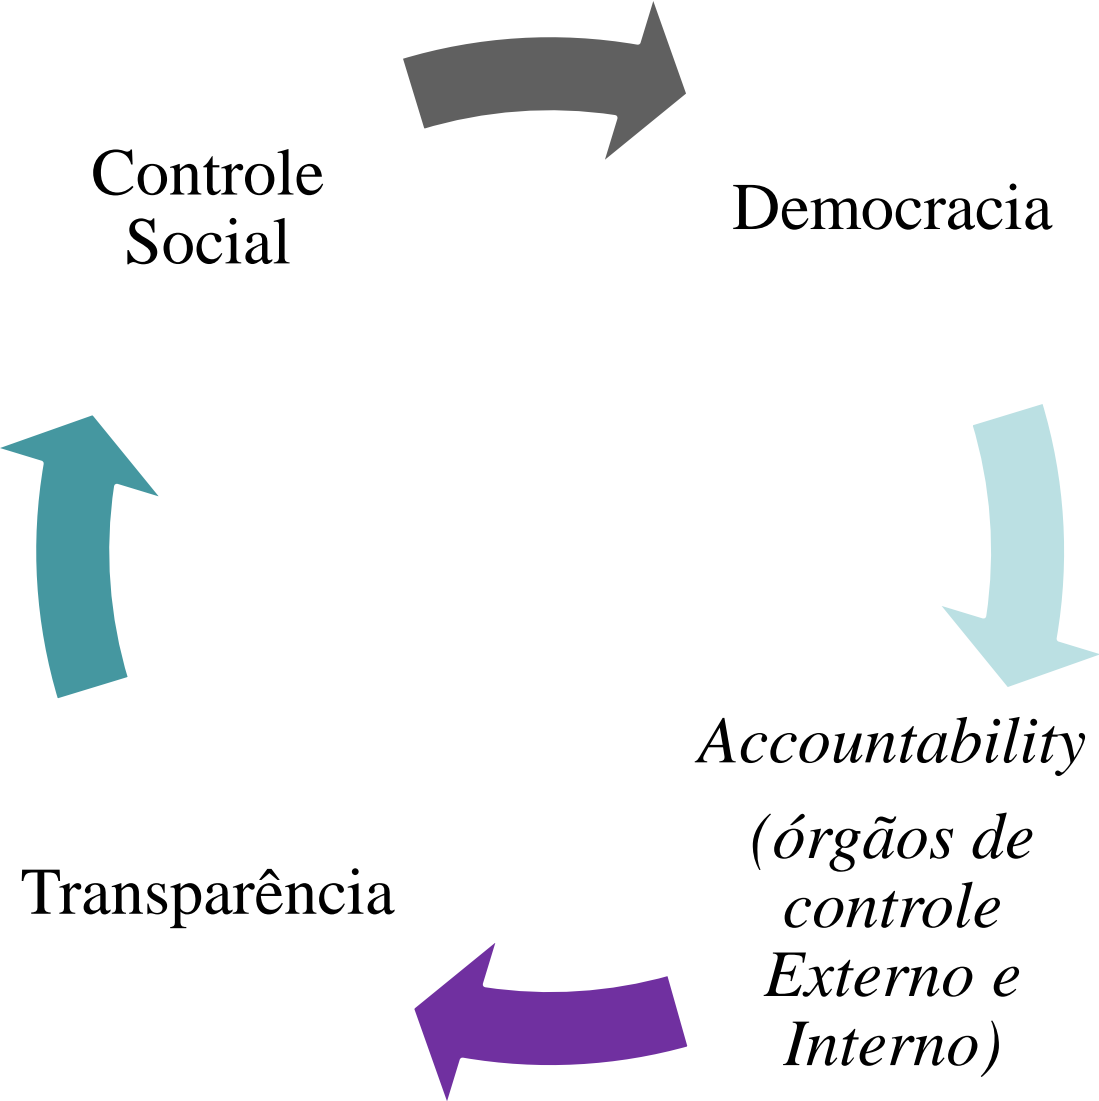 Controle
Social
Democracia
Accountability
(órgãos de
controle
Externo e
Interno)
Transparência